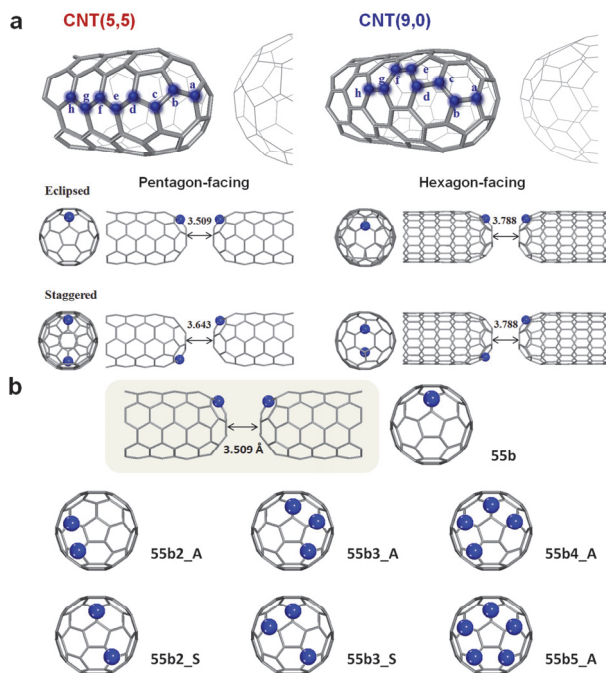 a
CNT(5,5)
CNT(9,0)
h g f e d c b a
h g f e d c b a
Pentagon-facing
Hexagon-facing
Eclipsed
3.509
3.788
Staggered
3.643
3.788
b
3.509 Å
55b
55b2_A
55b3_A
55b4_A
55b2_S
55b3_S
55b5_A